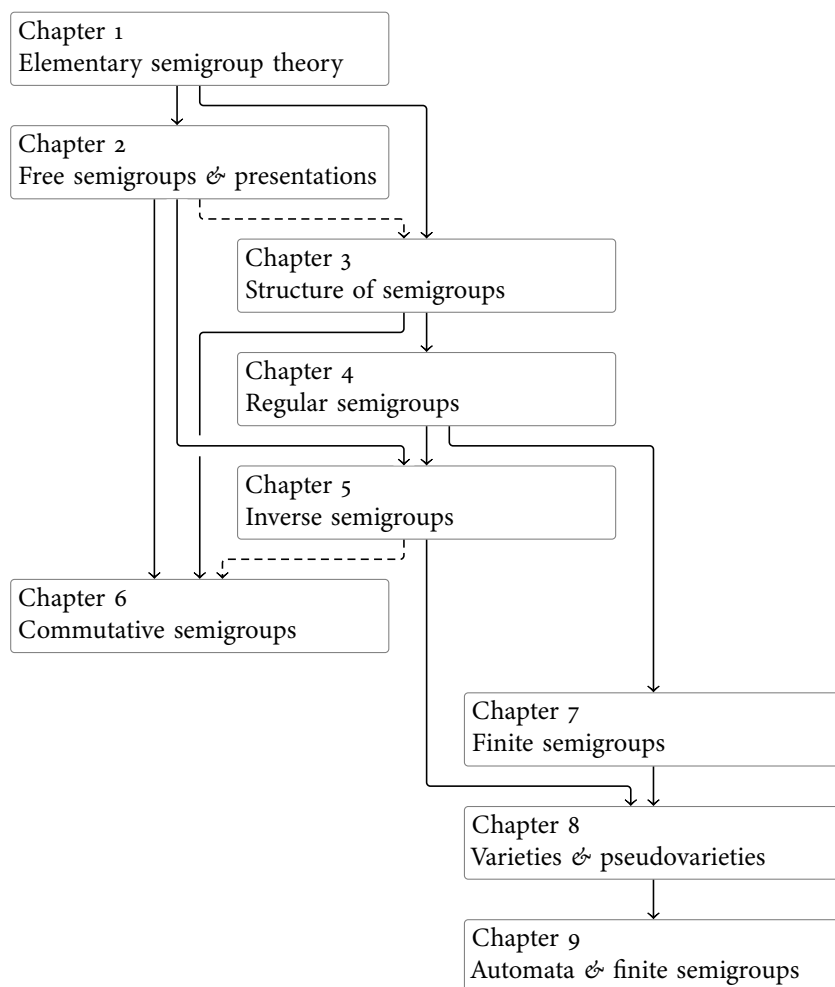 Chapter 1
Elementary semigroup theory
Chapter 2
Free semigroups & presentations
Chapter 3
Structure of semigroups
Chapter 4
Regular semigroups
Chapter 5
Inverse semigroups
Chapter 6
Commutative semigroups
Chapter 7
Finite semigroups
Chapter 8
Varieties & pseudovarieties
Chapter 9
Automata & finite semigroups